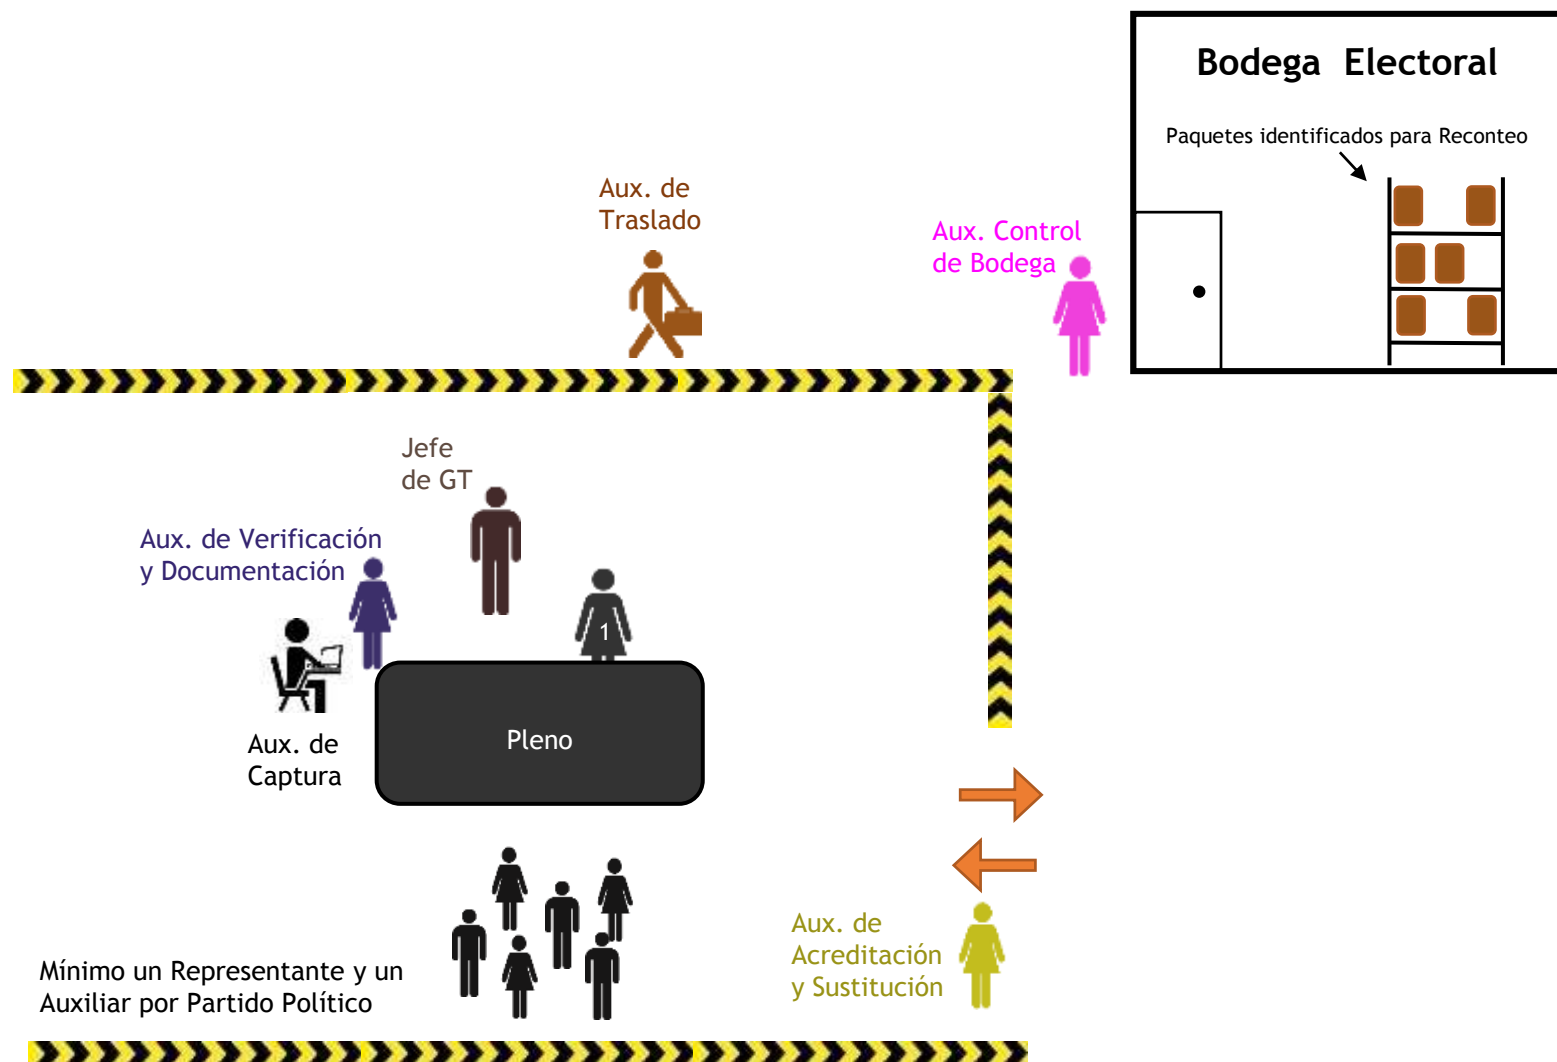 Bodega Electoral
Paquetes identificados para Reconteo
Aux. de
Traslado
Aux. Control
de Bodega
Jefe
de GT
Aux. de Verificación
y Documentación
1
Aux. de
Captura
Pleno
Aux. de
Acreditación
y Sustitución
Mínimo un Representante y un
Auxiliar por Partido Político